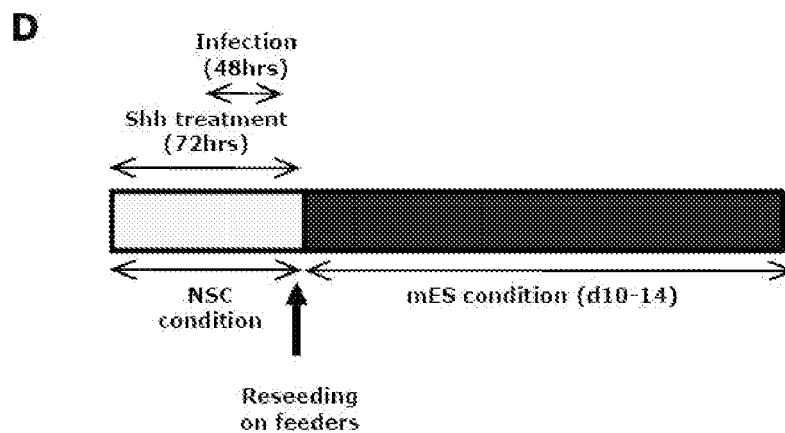 D
Infection
(48hrs)
Shh treatment
(72hrs)
NSC
condition
mES condition (d10-14)
Reseeding
on feeders